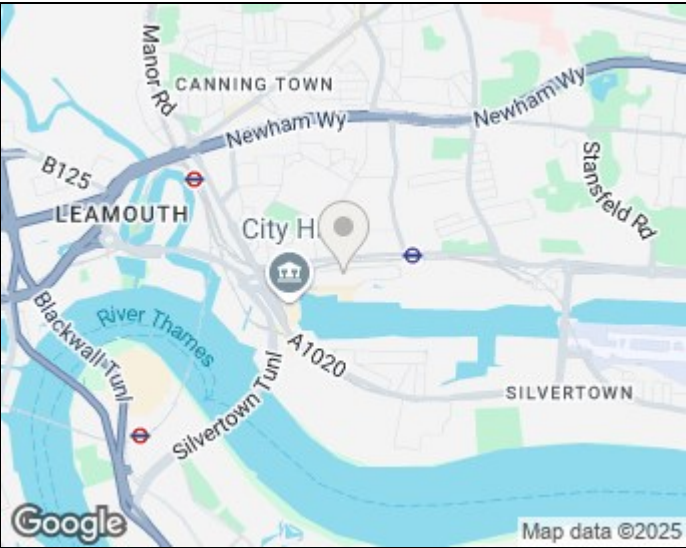 Manor Rd
CANNING TOWN
Newham Wy
Newham Wy
B125
Stansfeld Rd
LEAMOUTH
City H
River Thames
Blackwall Tunl
A1020
Silvertown Tunl
SILVERTOWN
Google
Map data ©2025